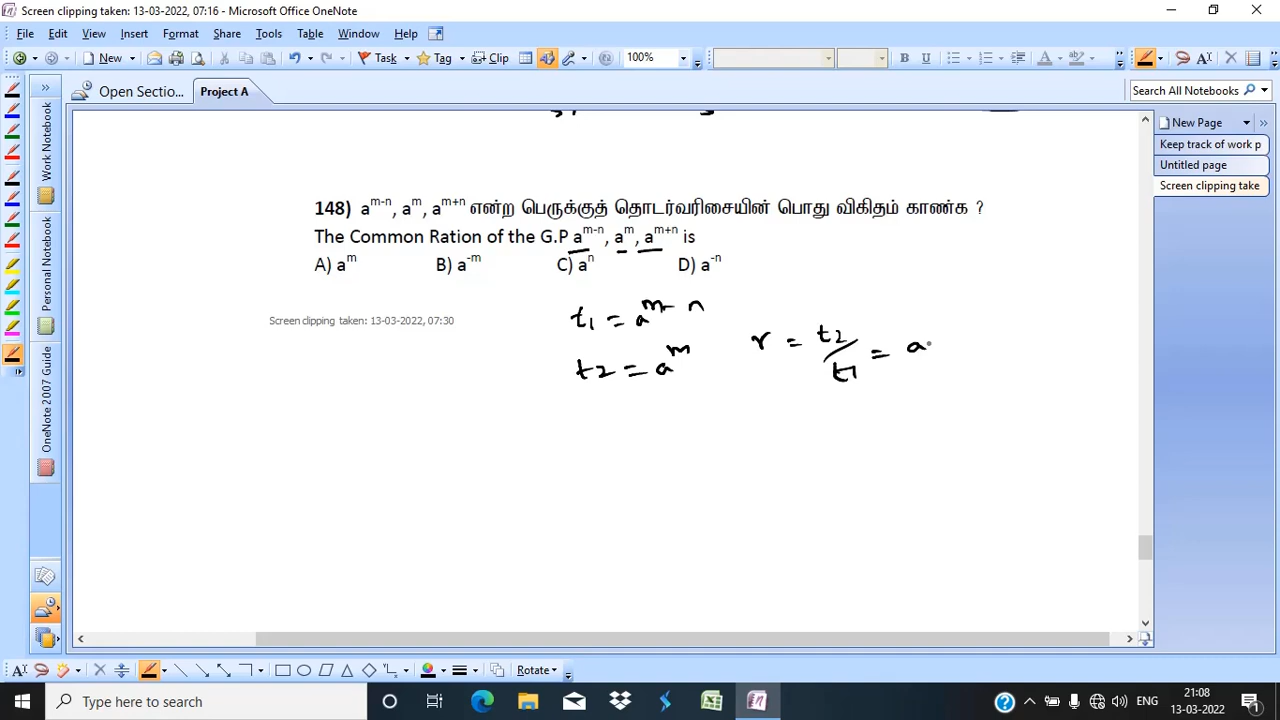 Screen clipping taken: 13-03-2022, 07:16 - Microsoft Office OneNote
File Edit View Insert Format Share Tools Table Window Help
New Task Tag Clip 100% B U
Open Sectio... Project A Search All Notebooks
New Page
Keep track of work p
Untitled page
Screen clipping take
Work Notebook
Personal Notebook
OneNote 2007 Guide
148) a^m-n, a^m, a^m+n என்ற பெருக்குத் தொடர்வரிசையின் பொது விகிதம் காண்க ?
The Common Ration of the G.P a^m-n, a^m, a^m+n is
A) a^m B) a^-m C) a^n D) a^-n
Screen clipping taken: 13-03-2022, 07:30
t1 = a^m-n
t2 = a^m r = t2/t1 = a
Rotate
Type here to search
21:08
13-03-2022